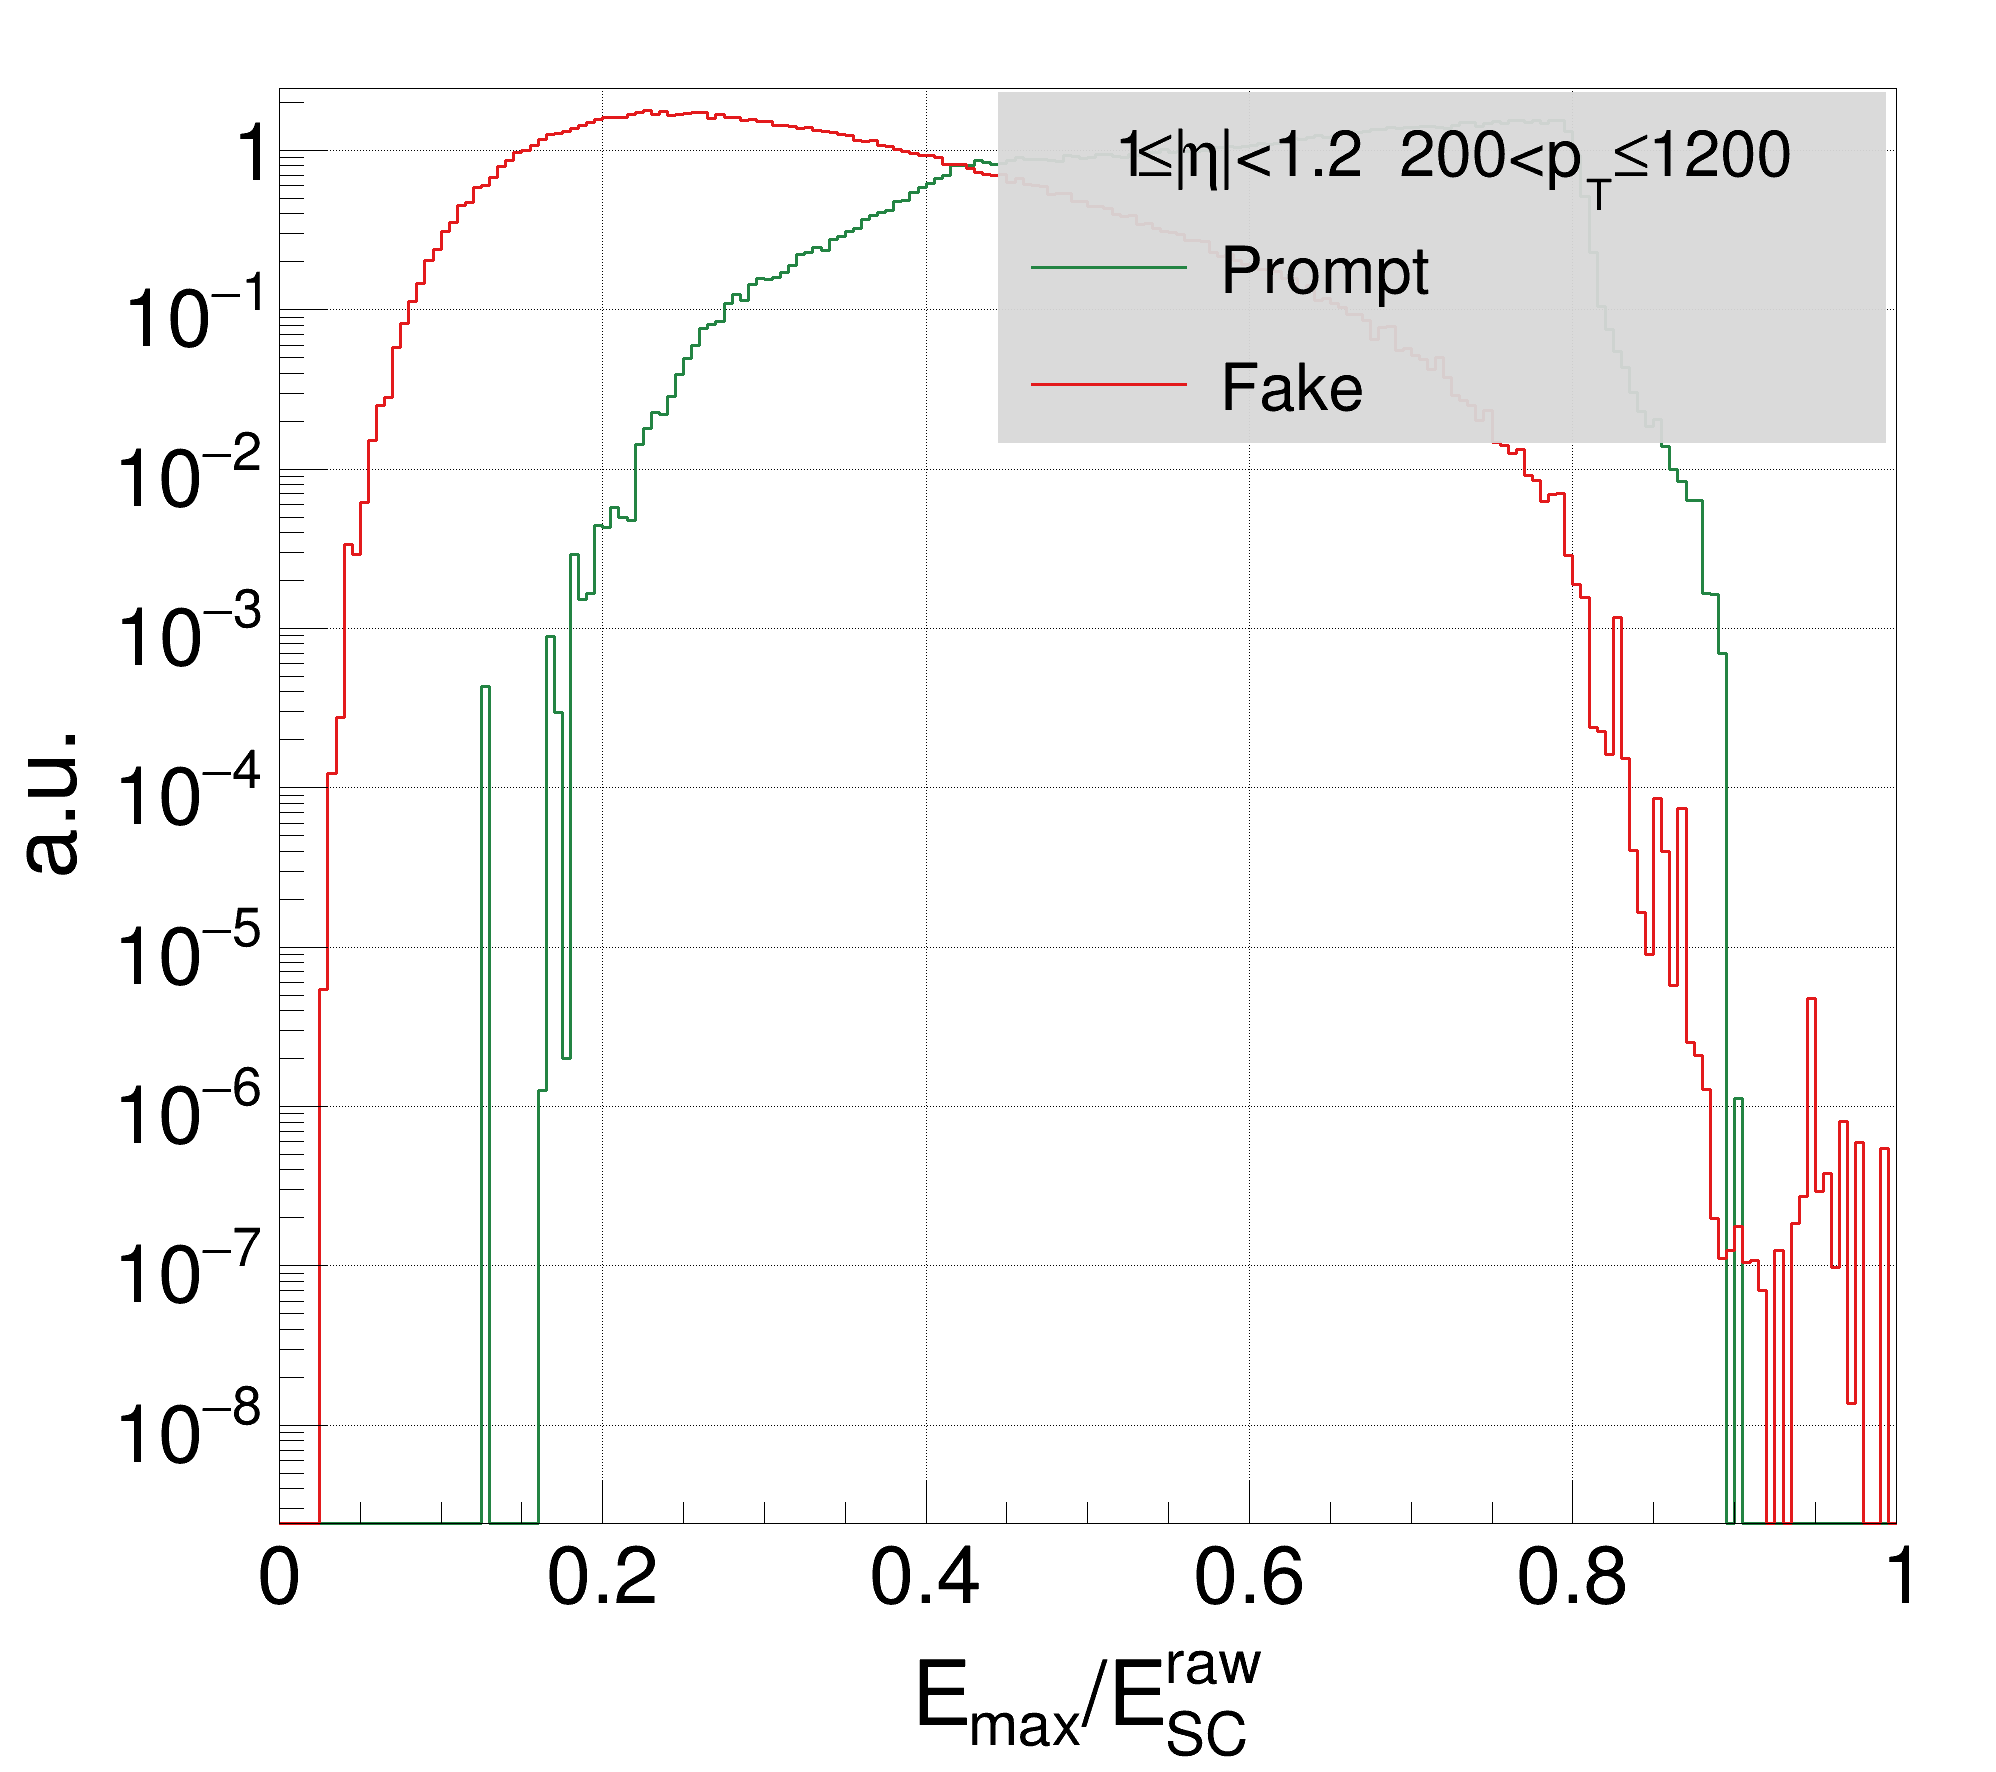 1≤|η|<1.2 200<p_T≤1200
Prompt
Fake
1
10⁻¹
10⁻²
10⁻³
10⁻⁴
10⁻⁵
10⁻⁶
10⁻⁷
10⁻⁸
a.u.
0 0.2 0.4 0.6 0.8 1
E_max/E_SC^raw